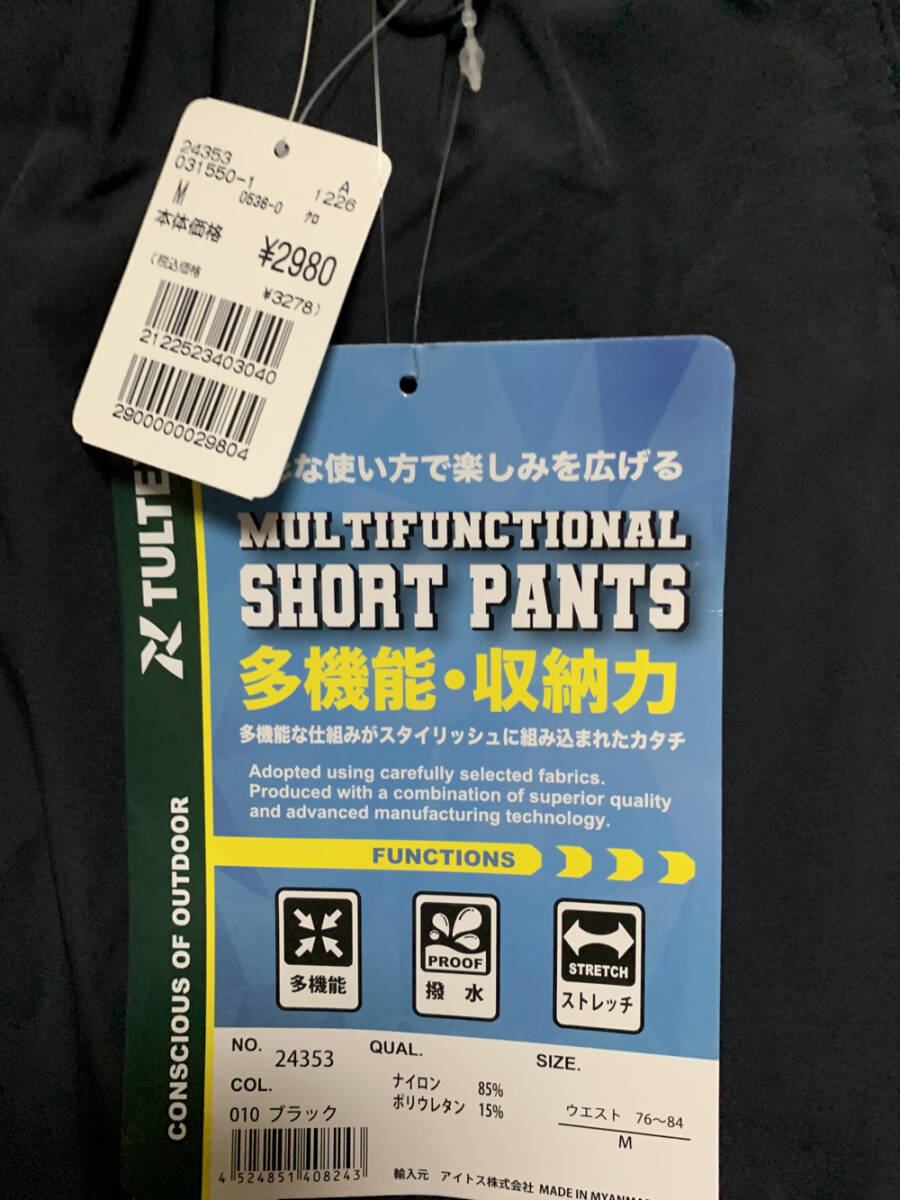 24353
031550-1 A
M 0536-0 ｸﾛ 1226
本体価格
¥2980
(税込価格
¥3278)
2122523403040
2900000029804
な使い方で楽しみを広げる
MULTIFUNCTIONAL
SHORT PANTS
多機能・収納力
多機能な仕組みがスタイリッシュに組み込まれたカタチ
Adopted using carefully selected fabrics.
Produced with a combination of superior quality
and advanced manufacturing technology.
FUNCTIONS
多機能
PROOF
撥水
STRETCH
ストレッチ
TULTE
CONSCIOUS OF OUTDOOR
NO. 24353
COL.
010 ブラック
4 524851 408243
QUAL.
ナイロン 85%
ポリウレタン 15%
SIZE.
ウエスト 76～84
M
輸入元 アイトス株式会社 MADE IN